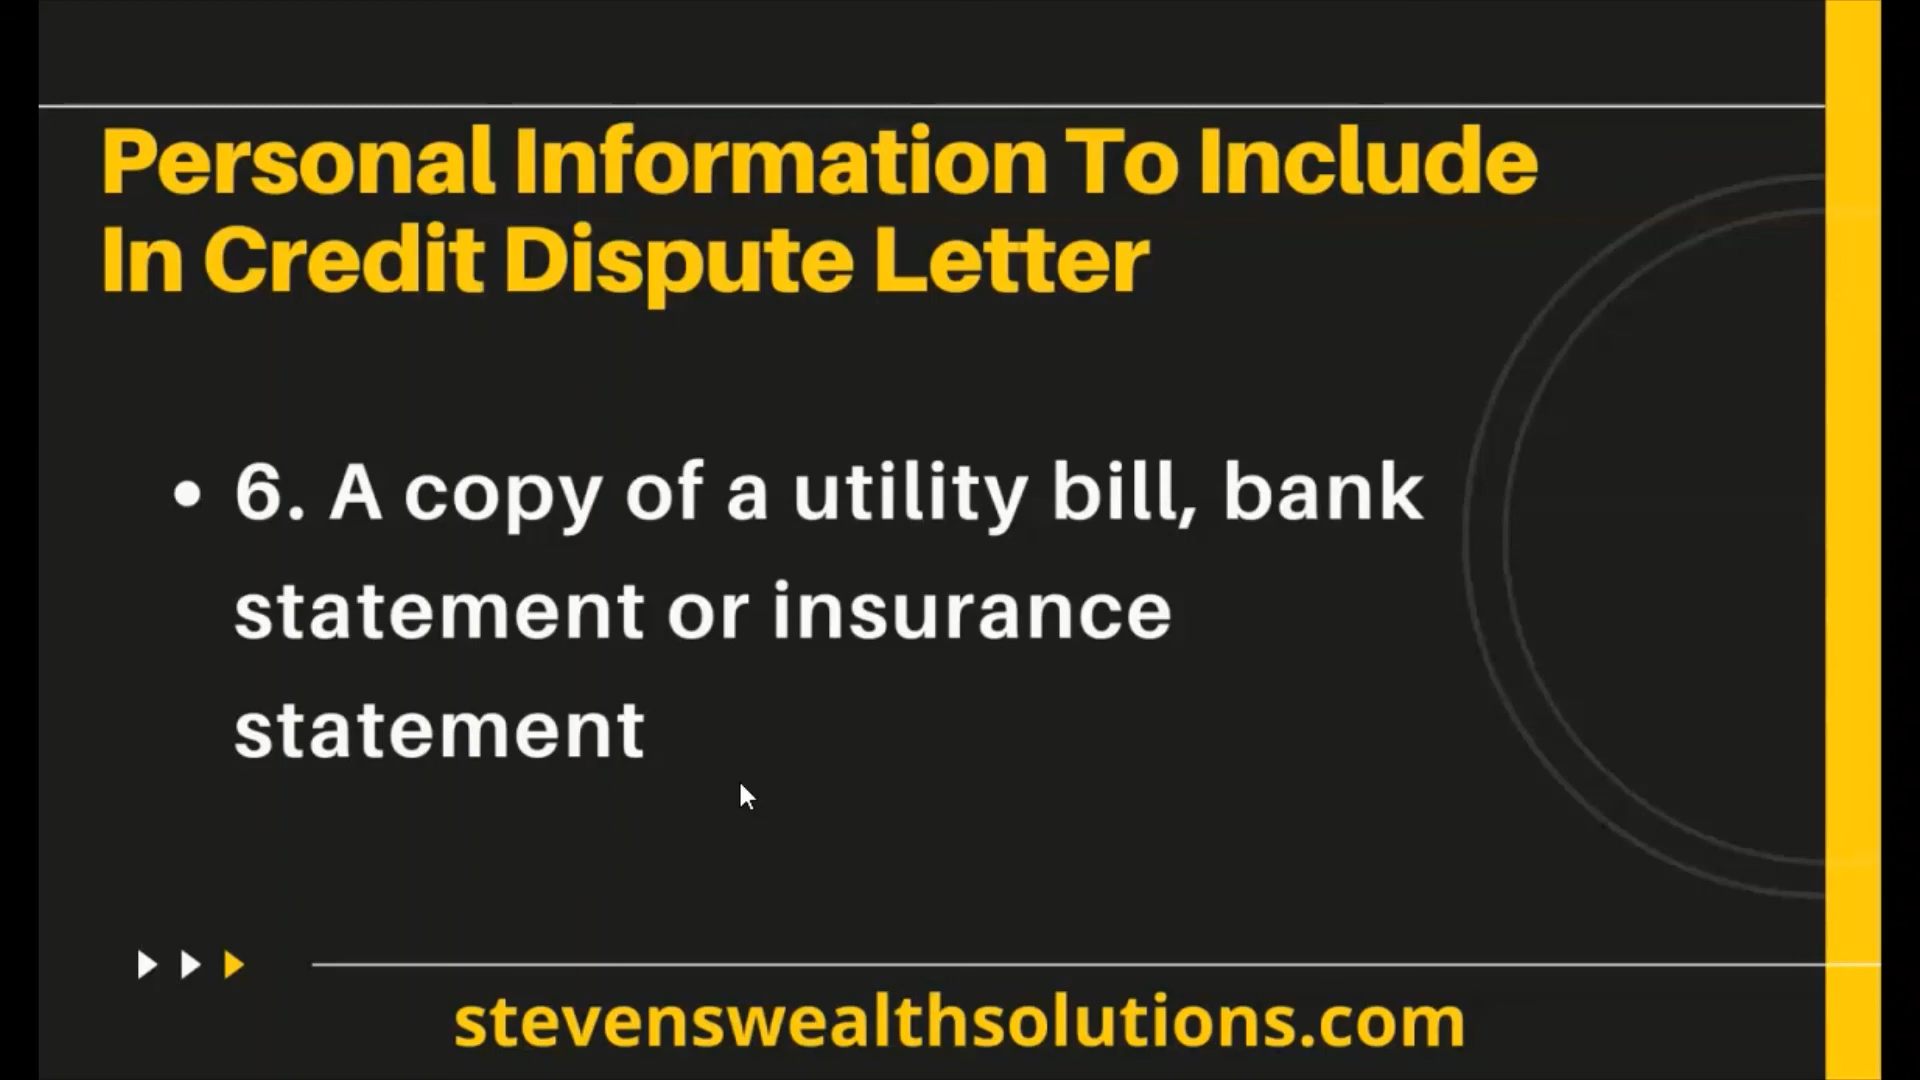 Personal Information To Include
In Credit Dispute Letter
• 6. A copy of a utility bill, bank
statement or insurance
statement
stevenswealthsolutions.com